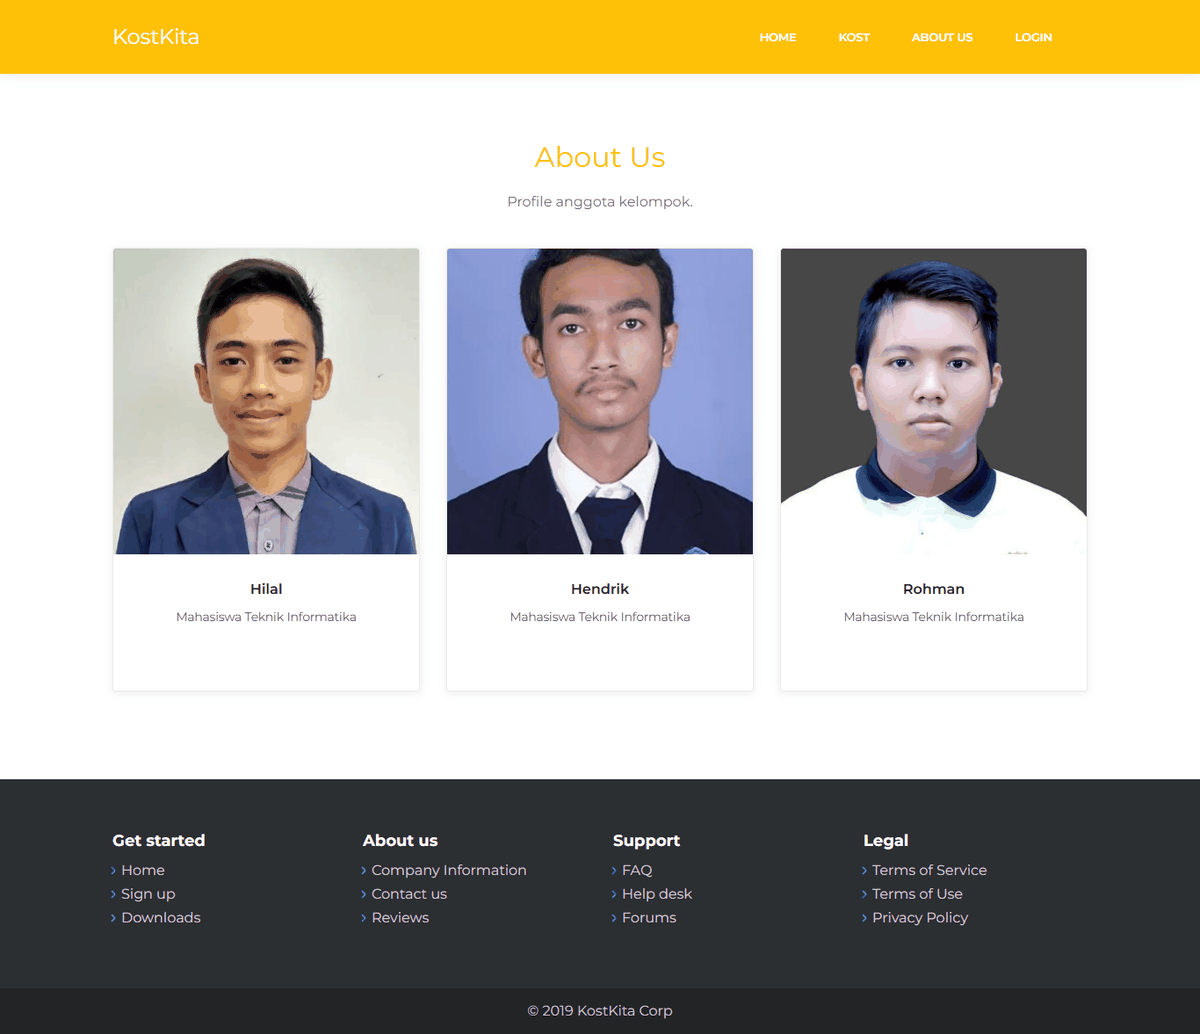 KostKita
HOME KOST ABOUT US LOGIN
About Us
Profile anggota kelompok.
Hilal
Mahasiswa Teknik Informatika
Hendrik
Mahasiswa Teknik Informatika
Rohman
Mahasiswa Teknik Informatika
Get started
Home
Sign up
Downloads
About us
Company Information
Contact us
Reviews
Support
FAQ
Help desk
Forums
Legal
Terms of Service
Terms of Use
Privacy Policy
© 2019 KostKita Corp